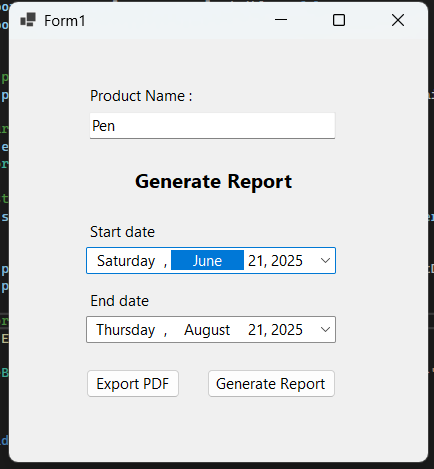 Form1
Product Name :
Pen
Generate Report
Start date
Saturday , June 21, 2025
End date
Thursday , August 21, 2025
Export PDF Generate Report